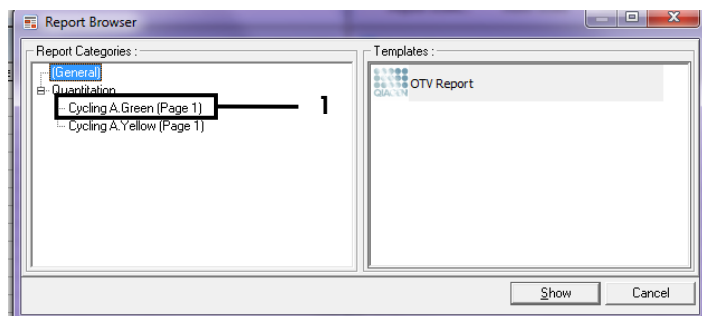 Report Browser
Report Categories :
(General)
Quantitation
Cycling A.Green (Page 1)
Cycling A.Yellow (Page 1)
1
Templates :
QIAGEN
OTV Report
Show
Cancel